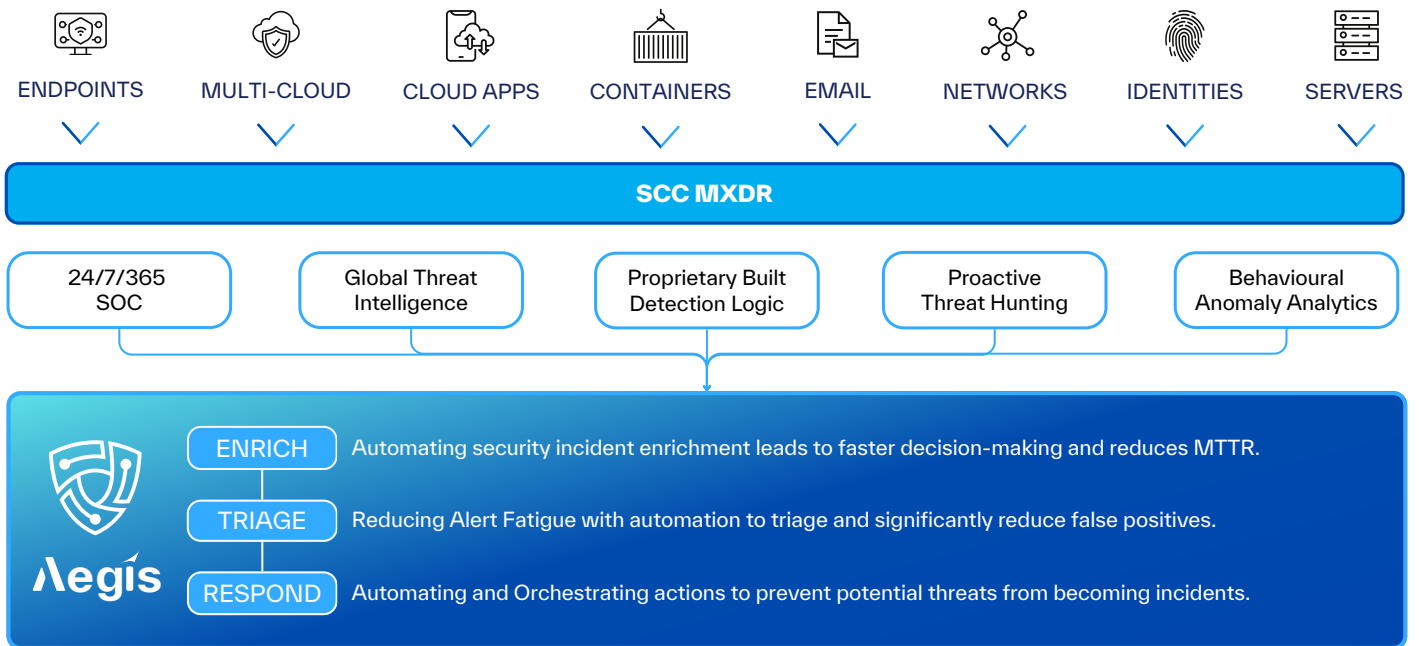 ENDPOINTS
MULTI-CLOUD
CLOUD APPS
CONTAINERS
EMAIL
NETWORKS
IDENTITIES
SERVERS
SCC MXDR
24/7/365
SOC
Global Threat
Intelligence
Proprietary Built
Detection Logic
Proactive
Threat Hunting
Behavioural
Anomaly Analytics
Aegis
ENRICH
Automating security incident enrichment leads to faster decision-making and reduces MTTR.
TRIAGE
Reducing Alert Fatigue with automation to triage and significantly reduce false positives.
RESPOND
Automating and Orchestrating actions to prevent potential threats from becoming incidents.